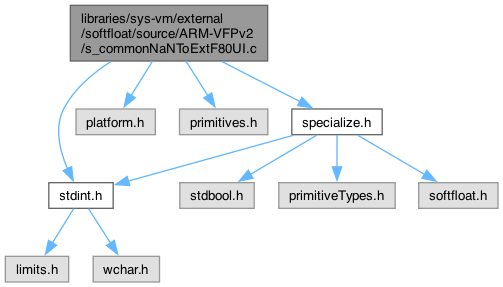 libraries/sys-vm/external
/softfloat/source/ARM-VFPv2
/s_commonNaNToExtF80UI.c
platform.h
primitives.h
specialize.h
stdint.h
stdbool.h
primitiveTypes.h
softfloat.h
limits.h
wchar.h